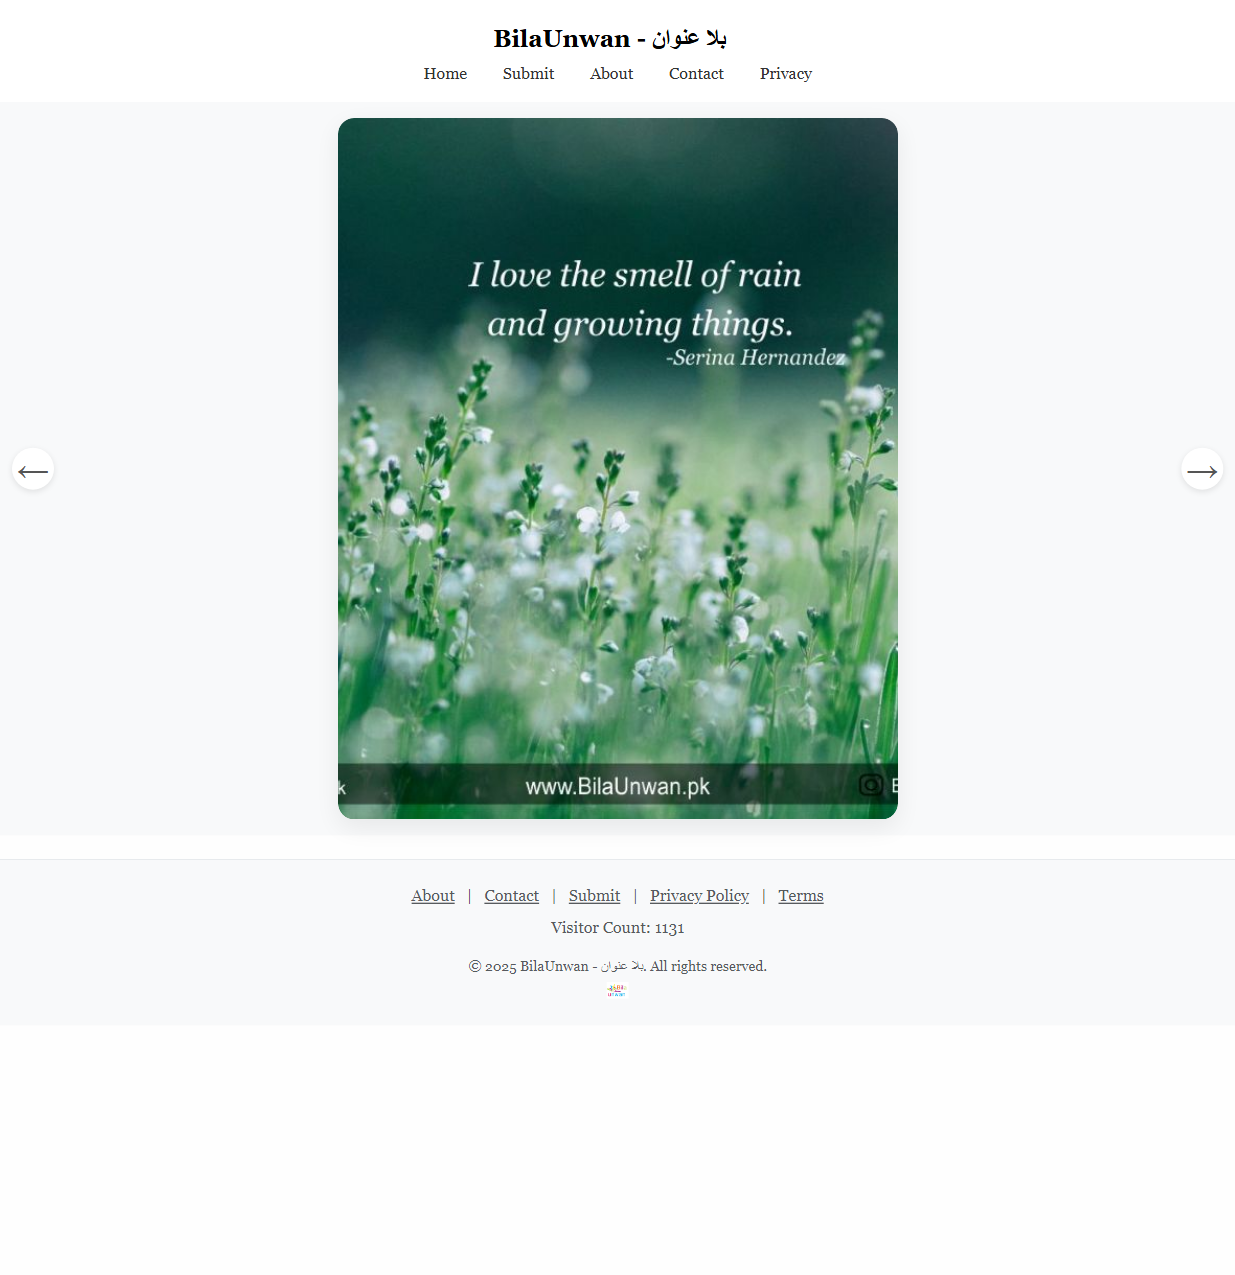 BilaUnwan - بلا عنوان
Home Submit About Contact Privacy
I love the smell of rain
and growing things.
-Serina Hernandez
k www.BilaUnwan.pk
About | Contact | Submit | Privacy Policy | Terms
Visitor Count: 1131
© 2025 BilaUnwan - بلا عنوان. All rights reserved.